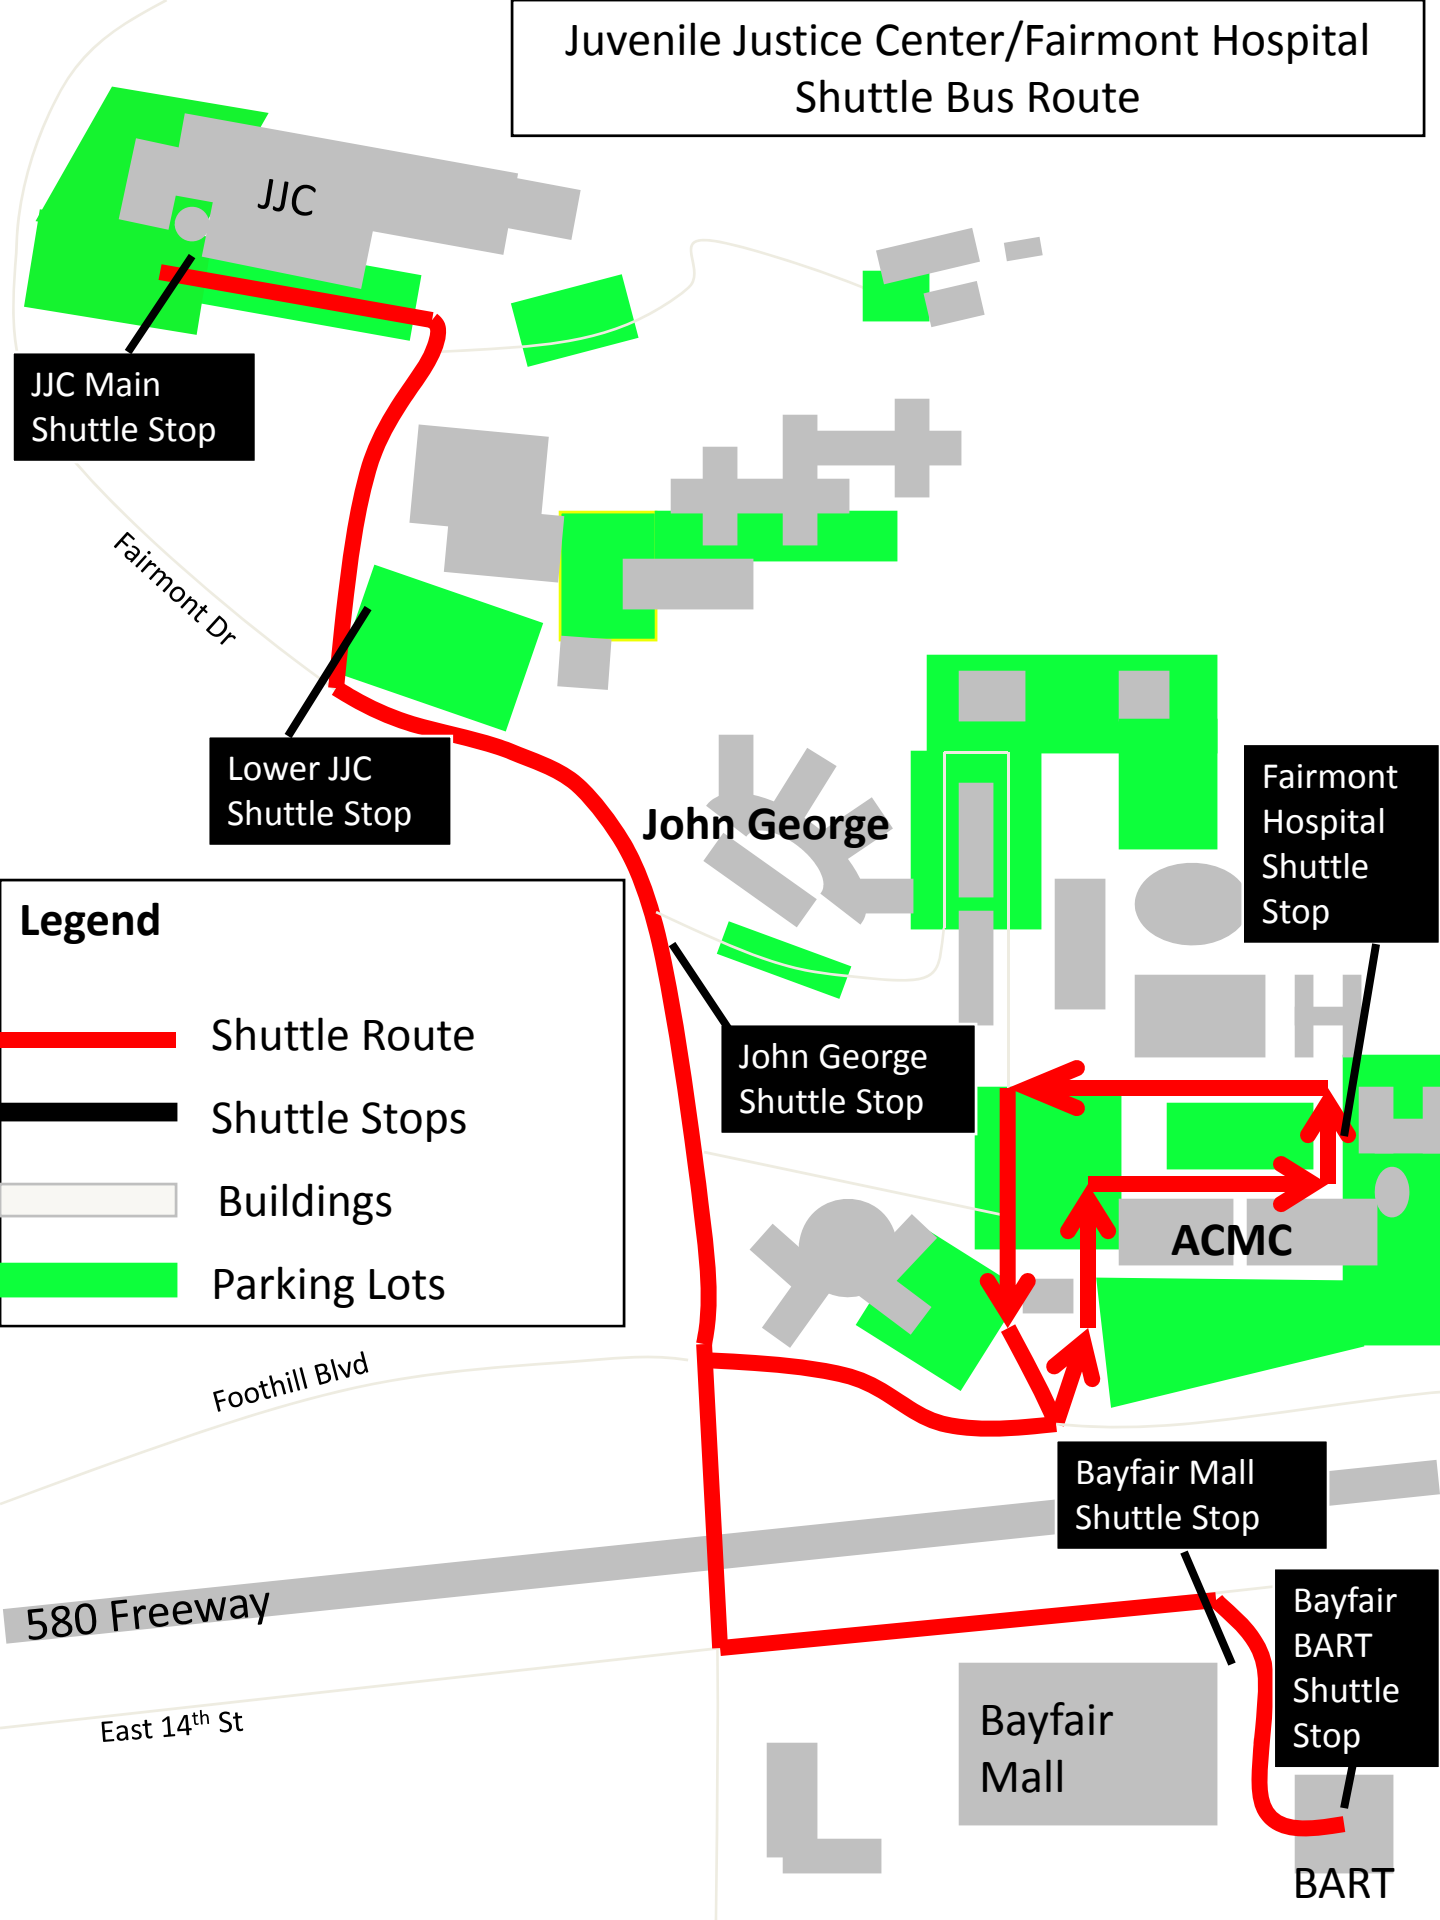 Juvenile Justice Center/Fairmont Hospital
Shuttle Bus Route
JJC
JJC Main
Shuttle Stop
Fairmont Dr
Lower JJC
Shuttle Stop
John George
Fairmont
Hospital
Shuttle
Stop
Legend
Shuttle Route
Shuttle Stops
Buildings
Parking Lots
John George
Shuttle Stop
ACMC
Foothill Blvd
Bayfair Mall
Shuttle Stop
580 Freeway
Bayfair
BART
Shuttle
Stop
East 14th St
Bayfair
Mall
BART